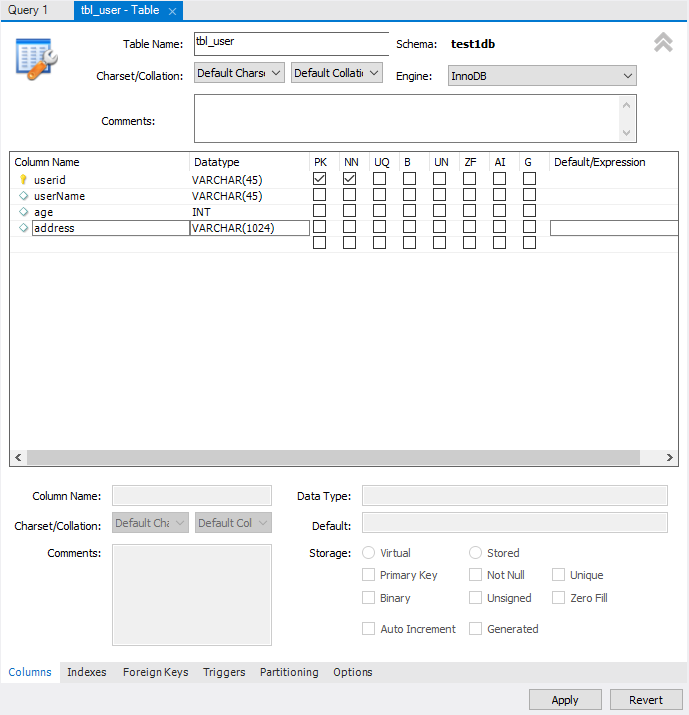 Query 1 tbl_user - Table ×
Table Name: tbl_user Schema: test1db
Charset/Collation: Default Charse Default Collatic Engine: InnoDB
Comments:
Column Name Datatype PK NN UQ B UN ZF AI G Default/Expression
userid VARCHAR(45)
userName VARCHAR(45)
age INT
address VARCHAR(1024)
Column Name: Data Type:
Charset/Collation: Default Cha Default Col Default:
Comments: Storage: Virtual Stored
Primary Key Not Null Unique
Binary Unsigned Zero Fill
Auto Increment Generated
Columns Indexes Foreign Keys Triggers Partitioning Options
Apply Revert